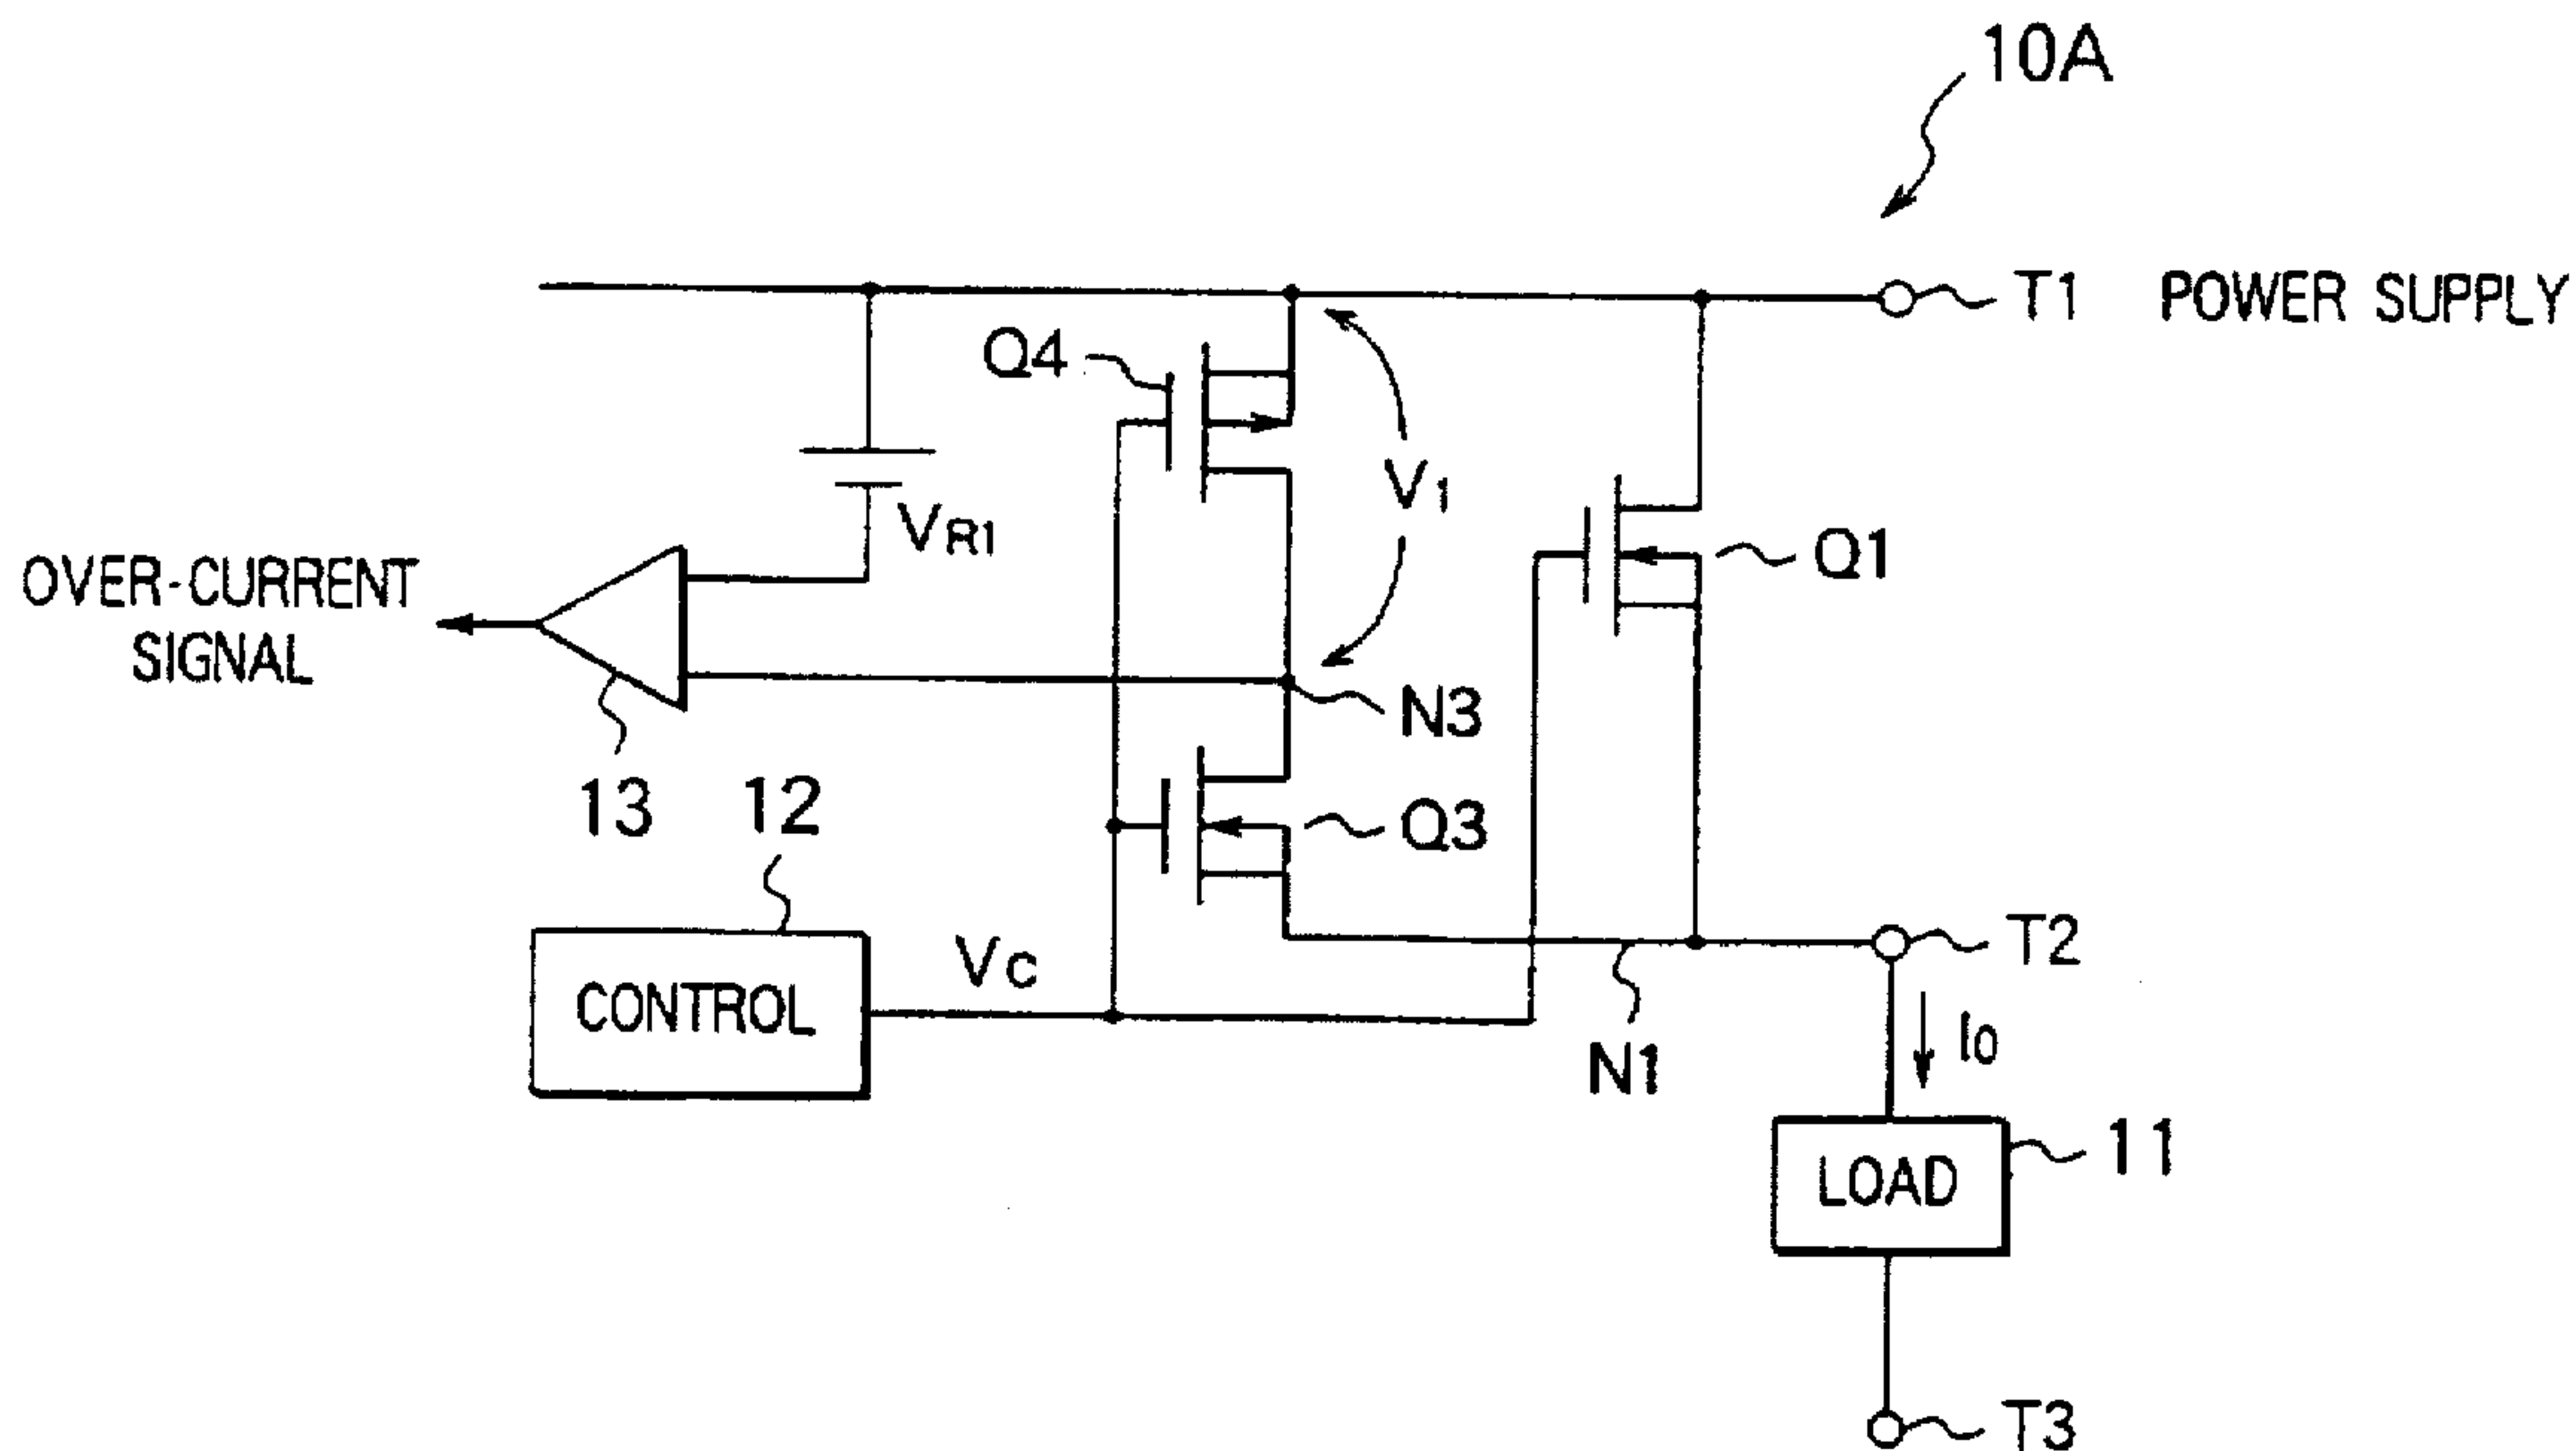 10A
T1 POWER SUPPLY
Q4
V1
VR1
Q1
OVER-CURRENT
SIGNAL
N3
13
12
Q3
VC
T2
CONTROL
I0
N1
LOAD
11
T3